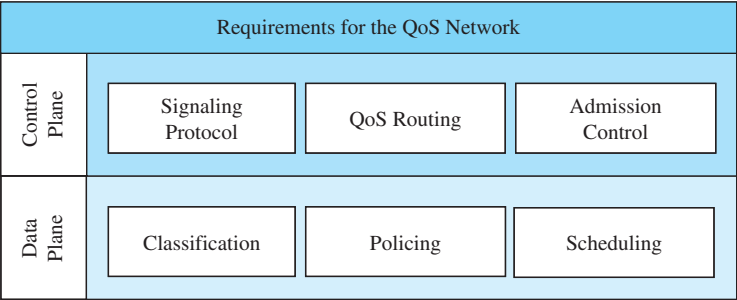 Requirements for the QoS Network
Control
Plane
Signaling
Protocol
QoS Routing
Admission
Control
Data
Plane
Classification
Policing
Scheduling